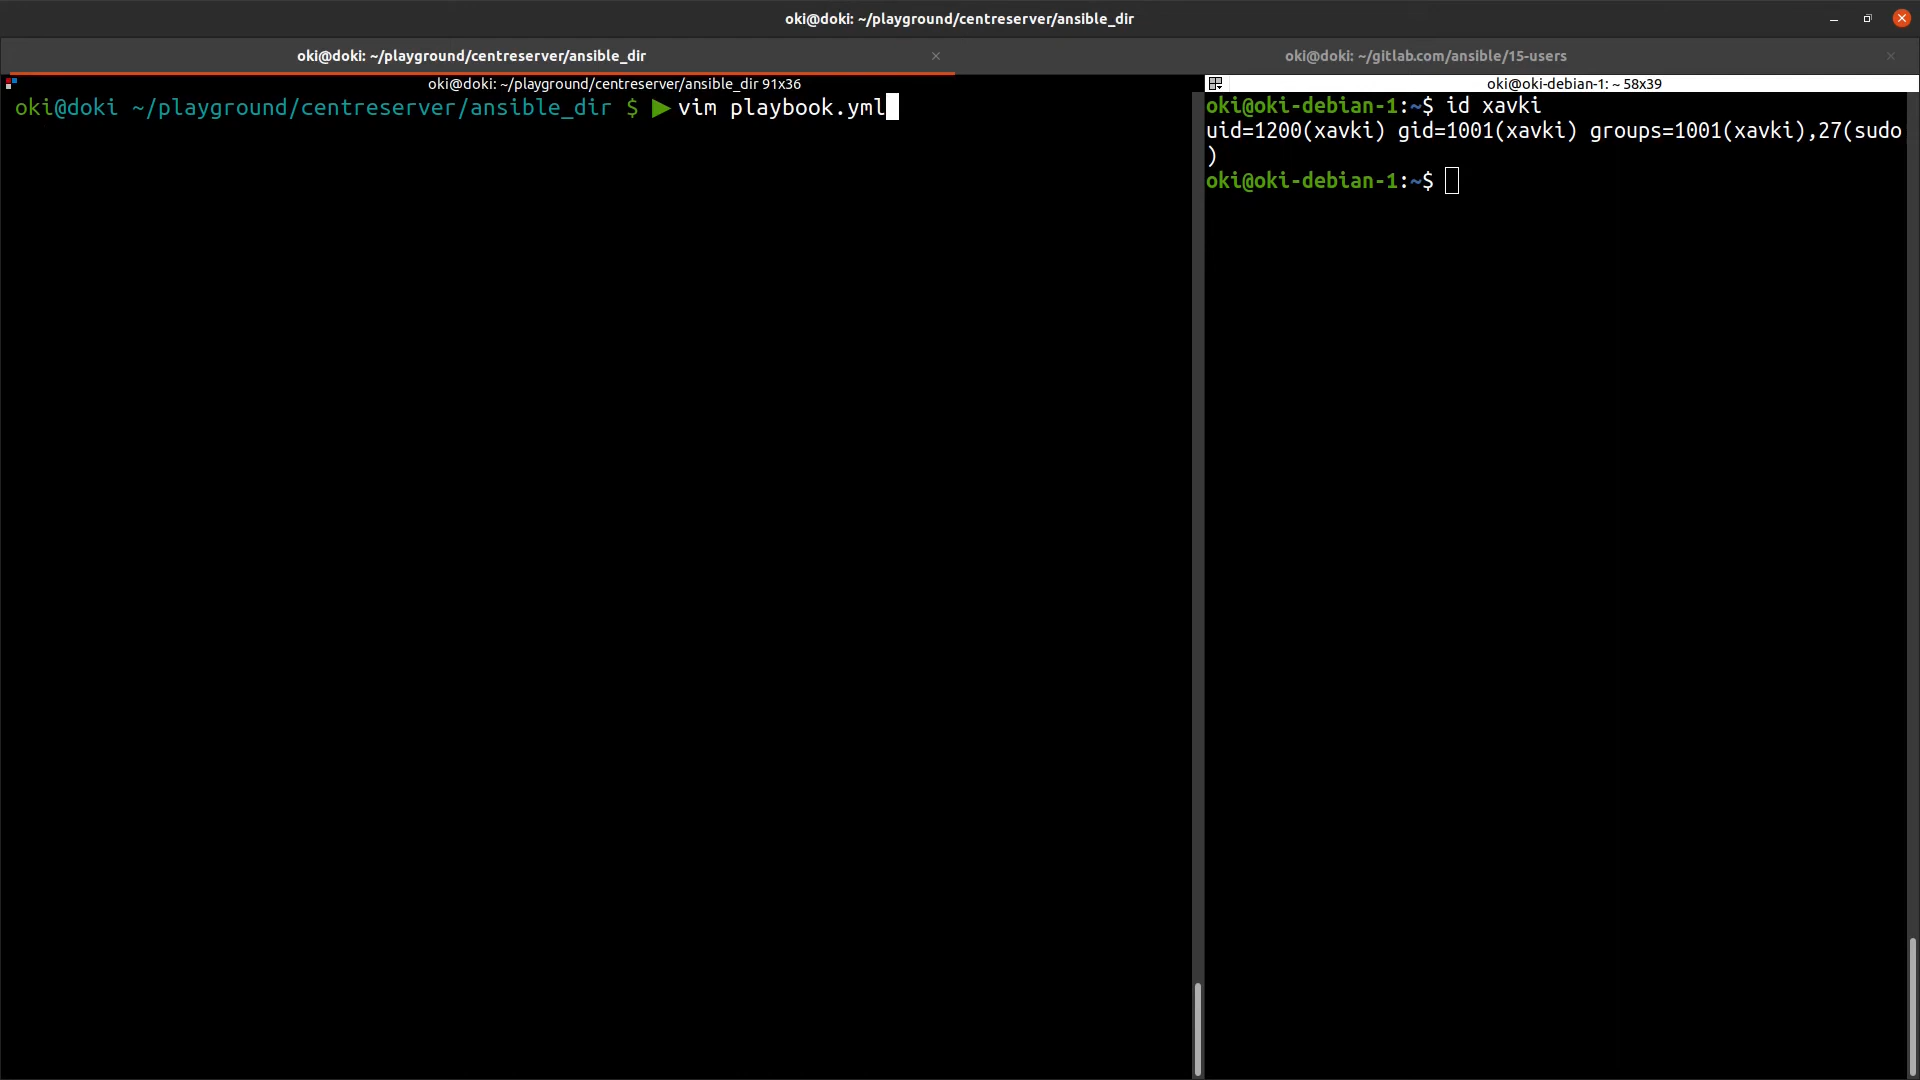 oki@doki: ~/playground/centreserver/ansible_dir
oki@doki: ~/playground/centreserver/ansible_dir
oki@doki: ~/gitlab.com/ansible/15-users
oki@doki: ~/playground/centreserver/ansible_dir 91x36
oki@doki ~/playground/centreserver/ansible_dir $ ▶ vim playbook.yml
oki@oki-debian-1: ~ 58x39
oki@oki-debian-1:~$ id xavki
uid=1200(xavki) gid=1001(xavki) groups=1001(xavki),27(sudo
)
oki@oki-debian-1:~$